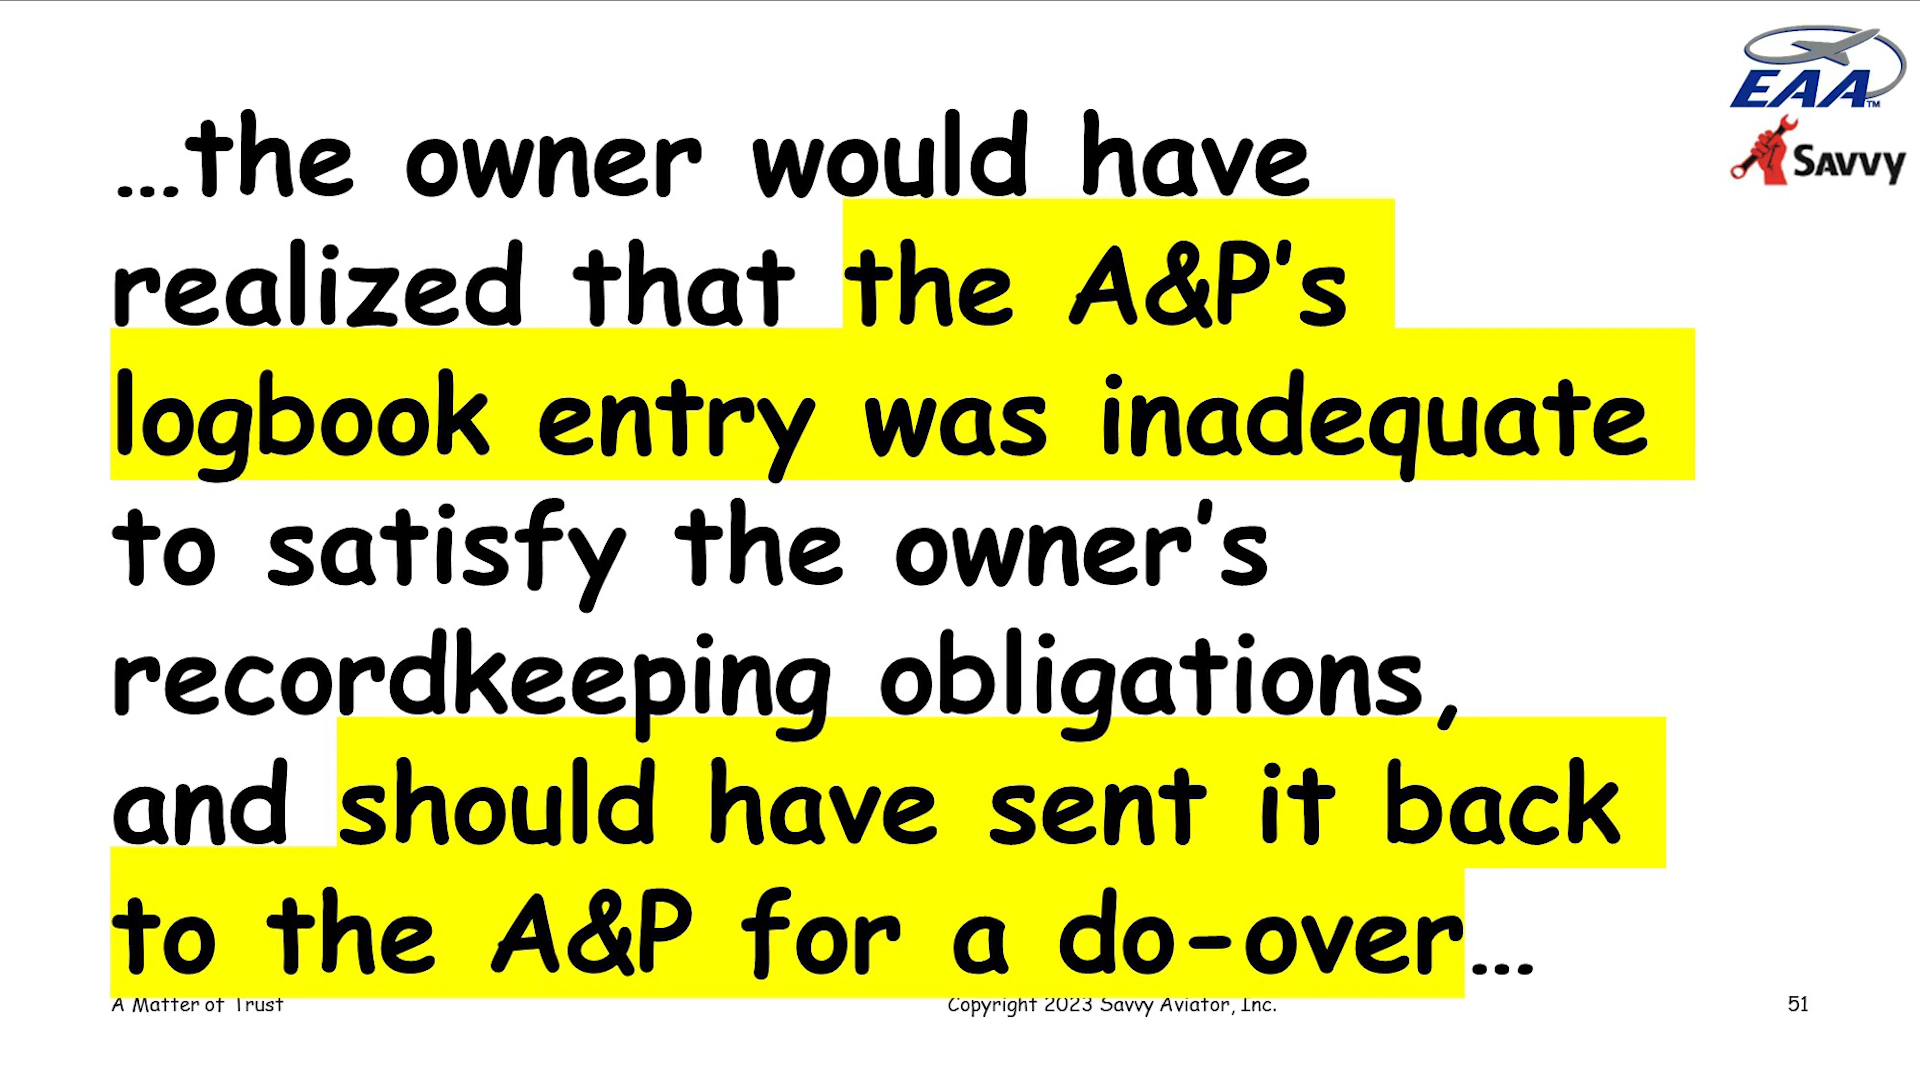 EAA™
SAVVY
…the owner would have
realized that the A&P’s
logbook entry was inadequate
to satisfy the owner’s
recordkeeping obligations,
and should have sent it back
to the A&P for a do-over…
A Matter of Trust
Copyright 2023 Savvy Aviator, Inc.
51